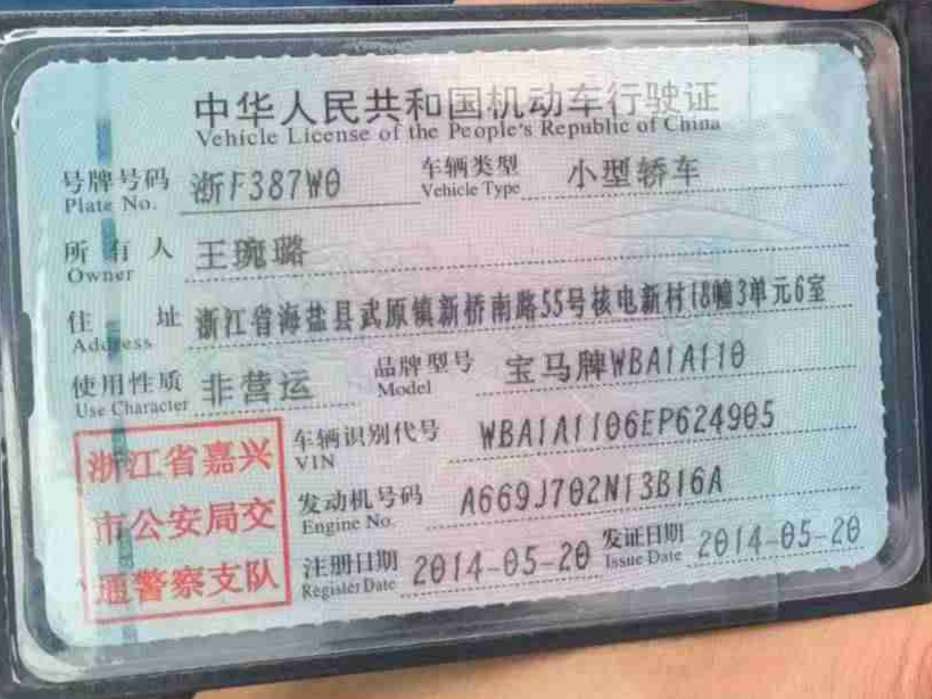 中华人民共和国机动车行驶证
Vehicle License of the People's Republic of China
号牌号码 浙F387W0 车辆类型 小型轿车
Plate No. Vehicle Type
所有人 王琬璐
Owner
住址 浙江省海盐县武原镇新桥南路55号核电新村18幢3单元6室
Address
使用性质 非营运 品牌型号 宝马牌WBA1A110
Use Character Model
车辆识别代号 WBA1A1106EP624905
VIN
发动机号码 A669J702N13B16A
Engine No.
注册日期 2014-05-20 发证日期 2014-05-20
Register Date Issue Date
浙江省嘉兴
市公安局交
通警察支队